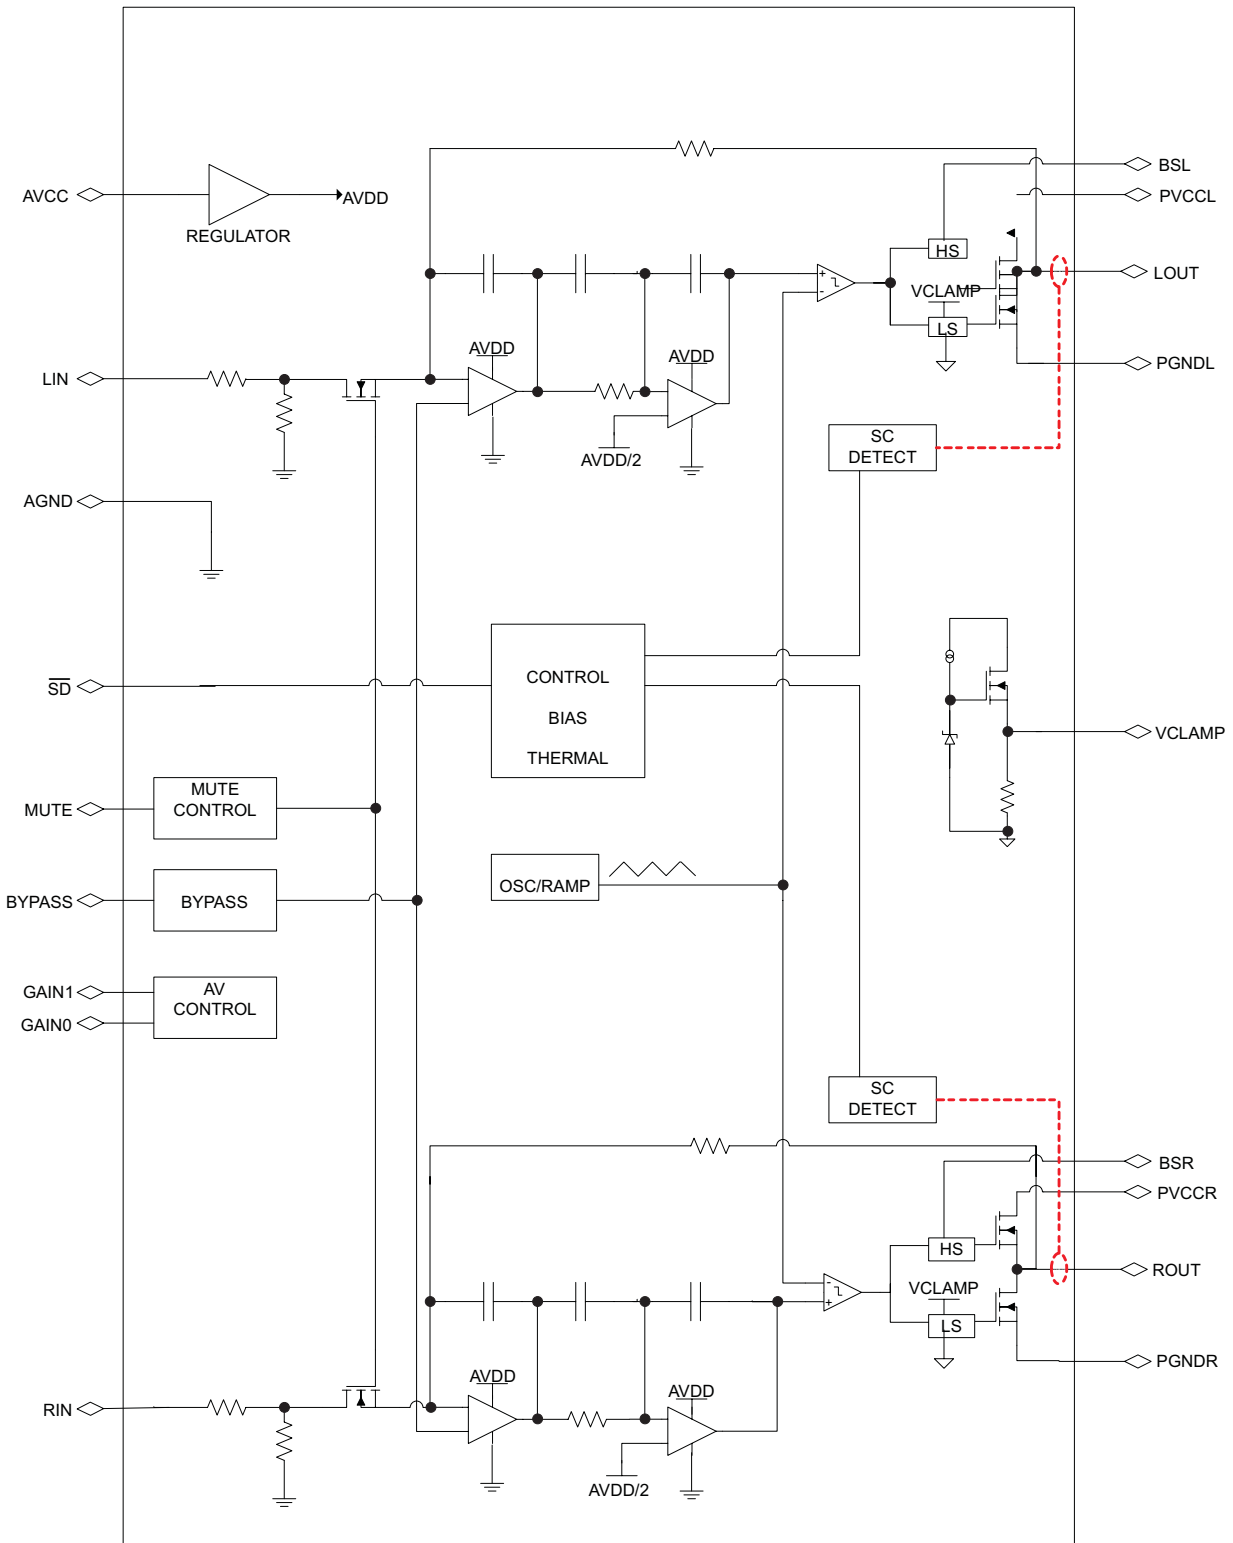 BSL
AVCC
AVDD
PVCCL
REGULATOR
HS
LOUT
VCLAMP
LS
AVDD
AVDD
PGNDL
LIN
+
-
SC
DETECT
AVDD/2
AGND
CONTROL
BIAS
THERMAL
SD
VCLAMP
MUTE
MUTE
CONTROL
OSC/RAMP
BYPASS
BYPASS
GAIN1
GAIN0
AV
CONTROL
SC
DETECT
BSR
PVCCR
HS
ROUT
-
+
VCLAMP
LS
PGNDR
AVDD
AVDD
RIN
AVDD/2